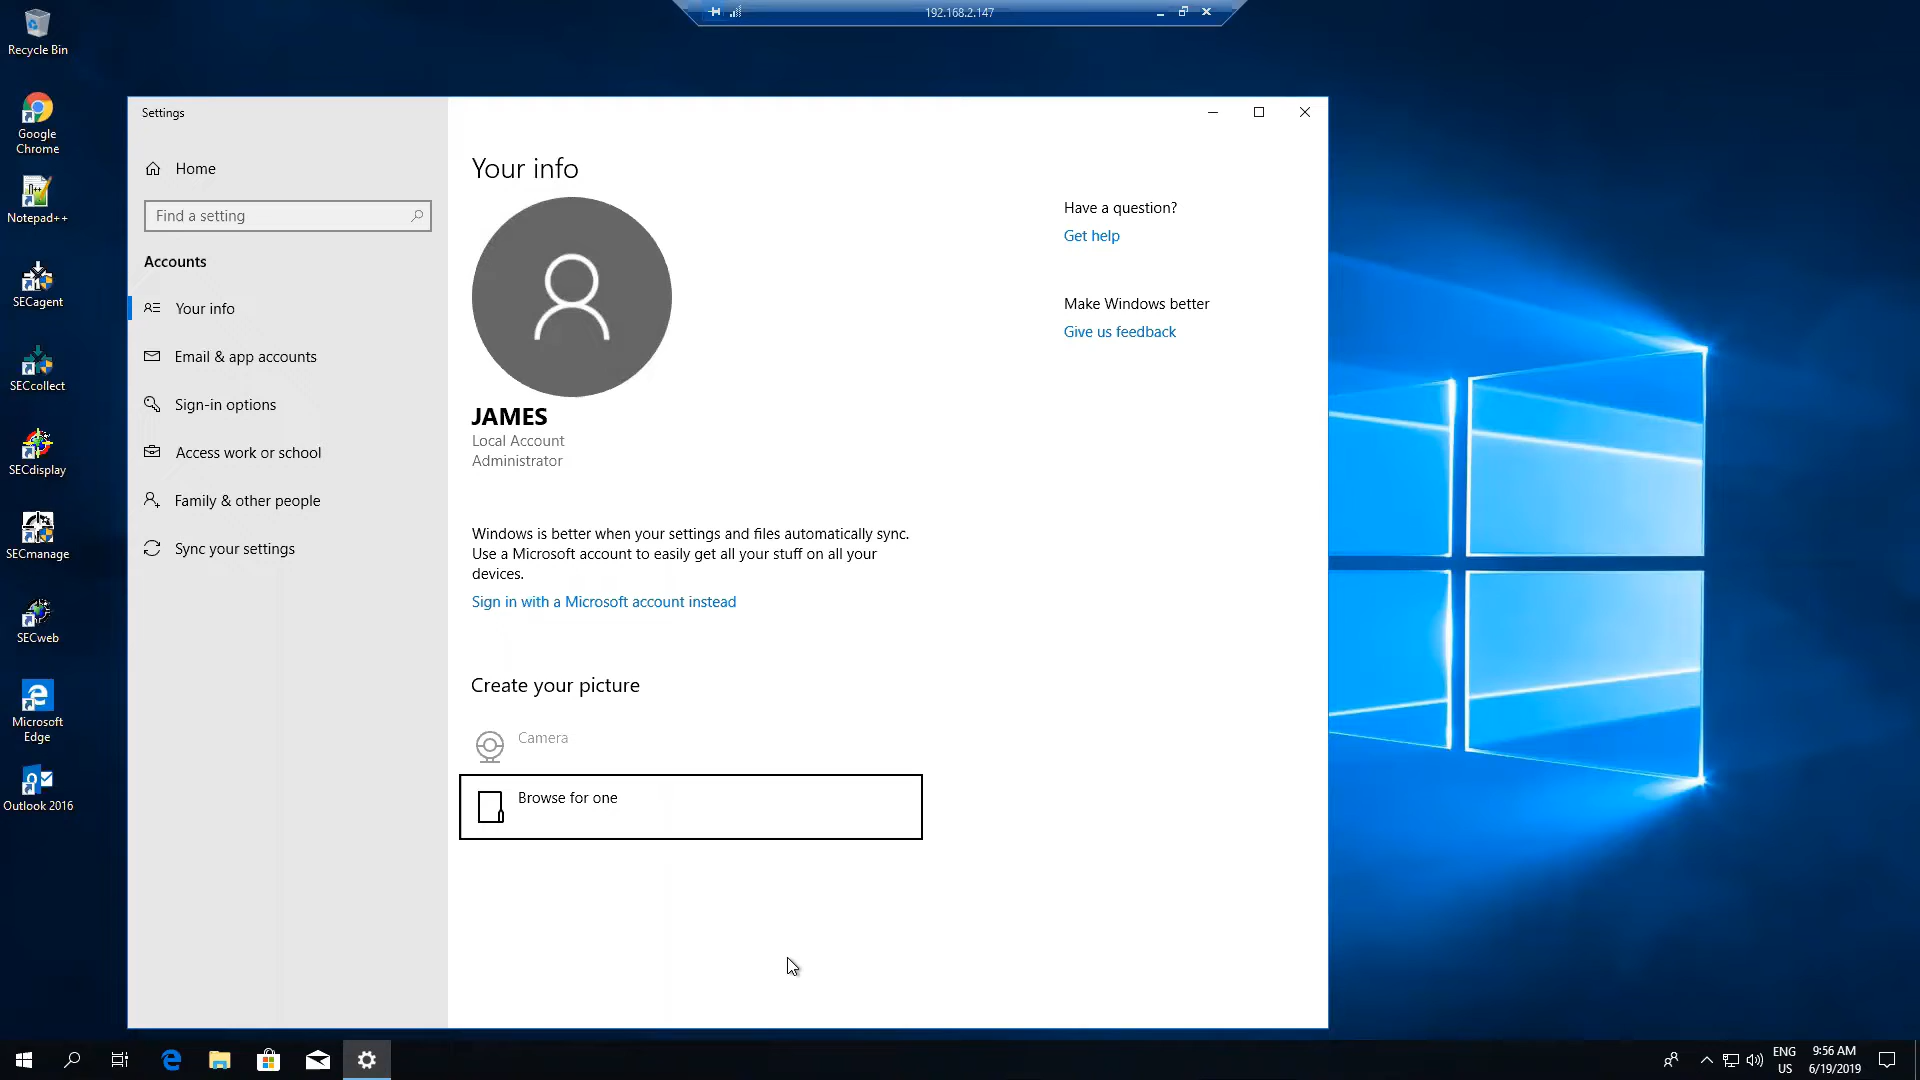 192.168.2.147
Recycle Bin
Google
Chrome
Notepad++
SECagent
SECcollect
SECdisplay
SECmanage
SECweb
Microsoft
Edge
Outlook 2016
Settings
Home
Find a setting
Accounts
Your info
Email & app accounts
Sign-in options
Access work or school
Family & other people
Sync your settings
Your info
JAMES
Local Account
Administrator
Windows is better when your settings and files automatically sync.
Use a Microsoft account to easily get all your stuff on all your
devices.
Sign in with a Microsoft account instead
Create your picture
Camera
Browse for one
Have a question?
Get help
Make Windows better
Give us feedback
ENG
US
9:56 AM
6/19/2019